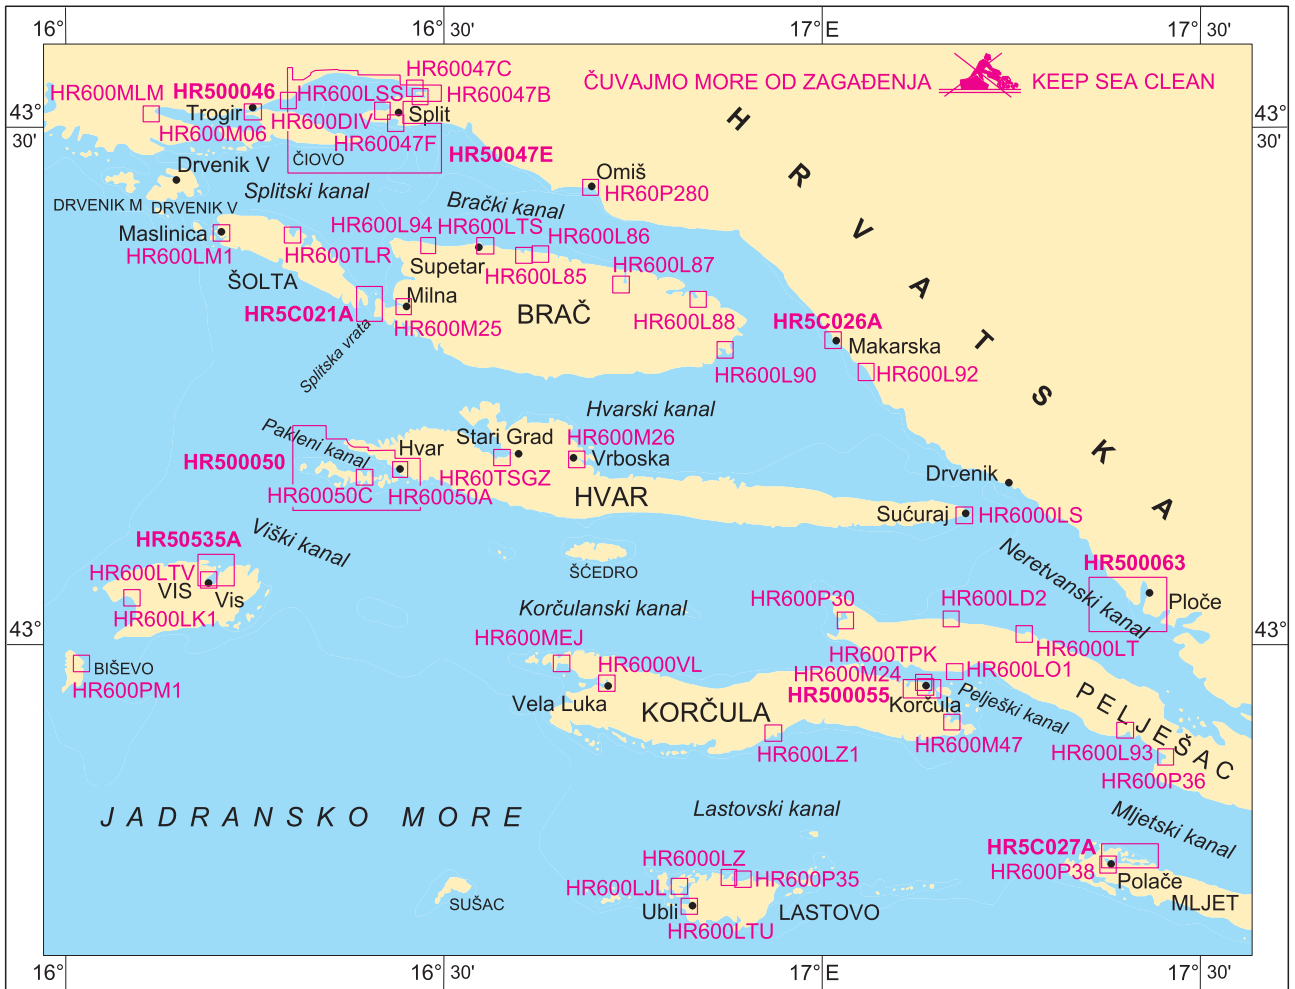 16°
16° 30'
17° E
17° 30'
HR60047C
ČUVAJMO MORE OD ZAGAĐENJA
KEEP SEA CLEAN
HR600MLM
HR500046
HR600LSS
HR60047B
43°
30'
43°
30'
Trogir
HR600DIV
Split
HR600M06
HR60047F
HR50047E
ČIOVO
Drvenik V
Omiš
HR60P280
Splitski kanal
DRVENIK M
DRVENIK V
Brački kanal
Maslinica
HR600L94
HR600LTS
HR600L86
HR600LM1
HR600TLR
Supetar
HR600L85
HR600L87
ŠOLTA
Milna
HR5C021A
BRAČ
HR600L88
HR5C026A
HR600M25
Makarska
Splitska vrata
HR600L90
HR600L92
H R V A T S K A
Hvarski kanal
Pakleni kanal
Stari Grad
HR600M26
Hvar
HR500050
Vrboska
HR60TSGZ
Drvenik
HR60050C
HR60050A
HVAR
Sućuraj
HR6000LS
Viški kanal
HR50535A
Neretvanski kanal
HR500063
HR600LTV
ŠĆEDRO
VIS
Vis
HR600P30
HR600LD2
Ploče
HR600LK1
Korčulanski kanal
43°
43°
HR600MEJ
HR600TPK
HR6000LT
BIŠEVO
HR6000VL
HR600M24
HR600LO1
HR600PM1
HR500055
Vela Luka
Korčula
Pelješki kanal
PELJEŠAC
KORČULA
HR600LZ1
HR600M47
HR600L93
HR600P36
JADRANSKO MORE
Lastovski kanal
Mljetski kanal
HR5C027A
HR6000LZ
HR600P38
HR600LJL
HR600P35
Polače
SUŠAC
Ubli
LASTOVO
MLJET
HR600LTU
16°
16° 30'
17° E
17° 30'